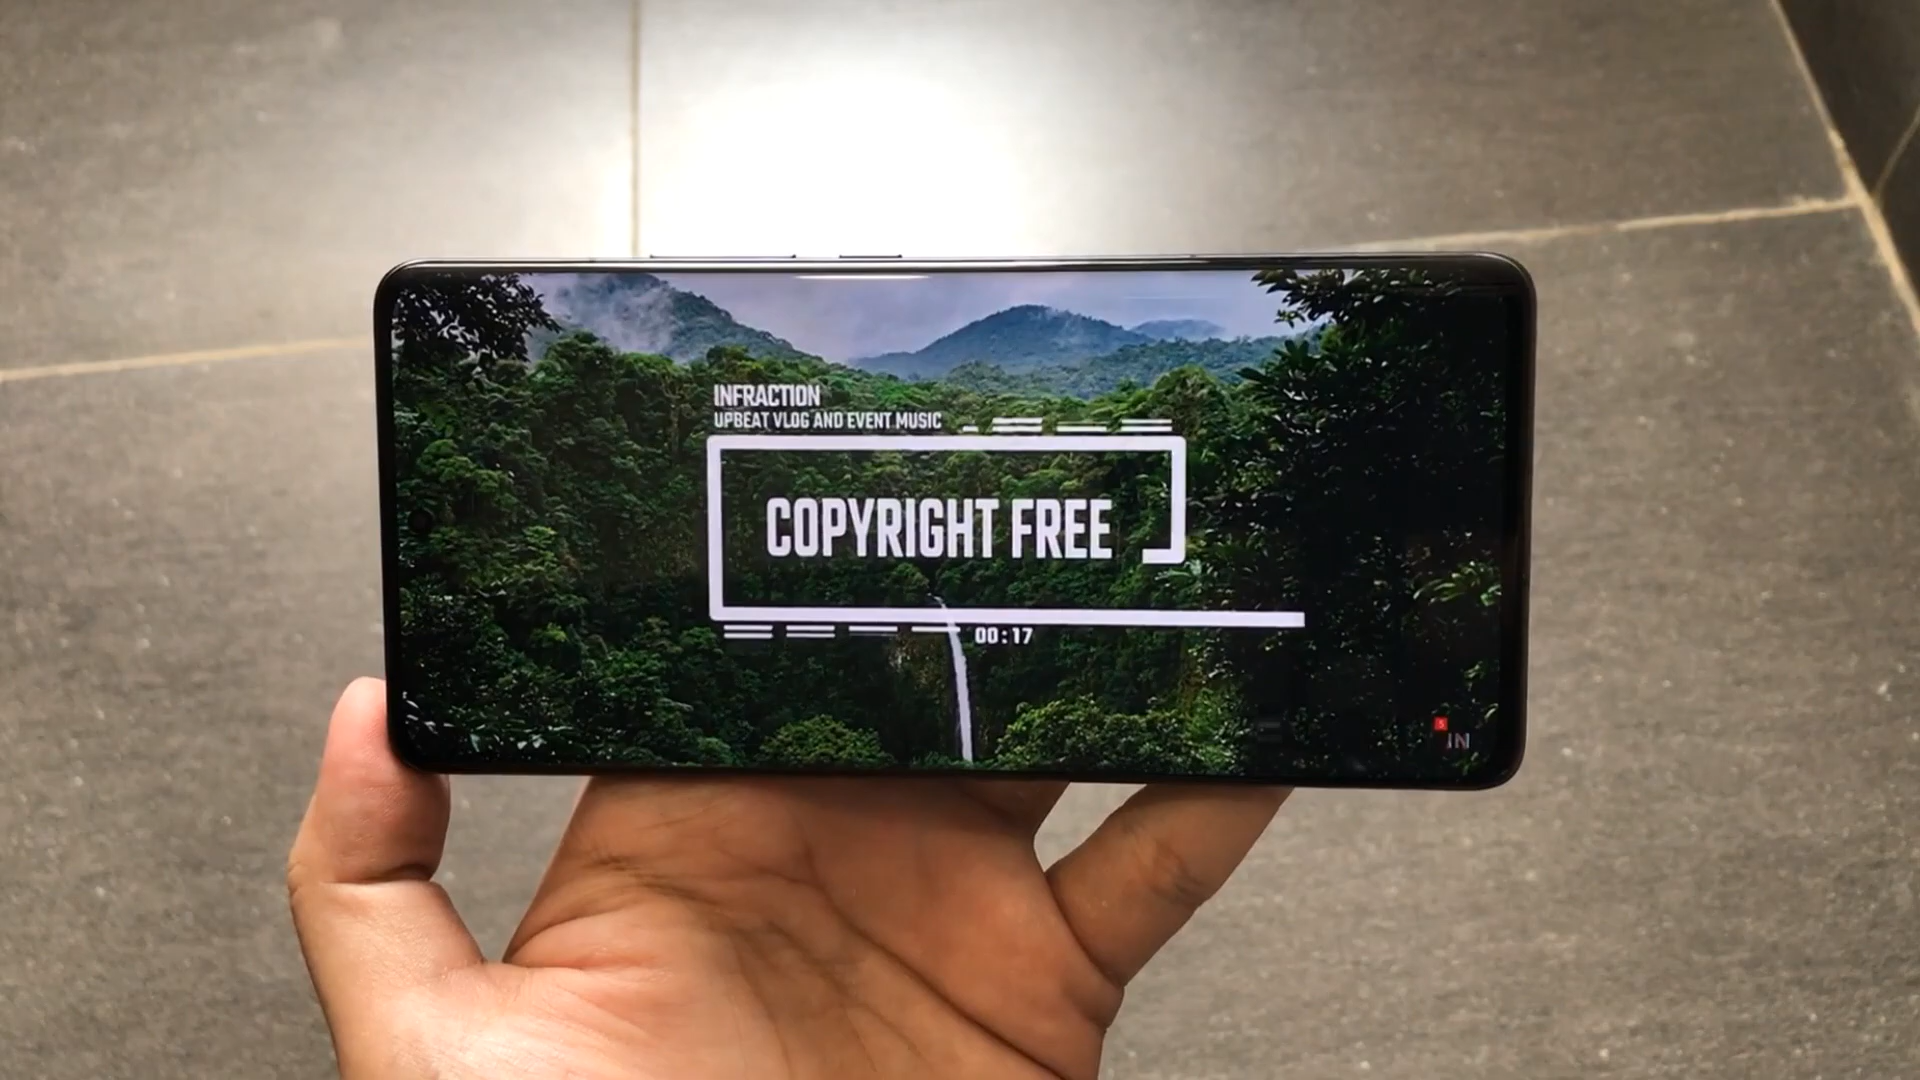 INFRACTION
UPBEAT VLOG AND EVENT MUSIC
COPYRIGHT FREE
00:17
IN